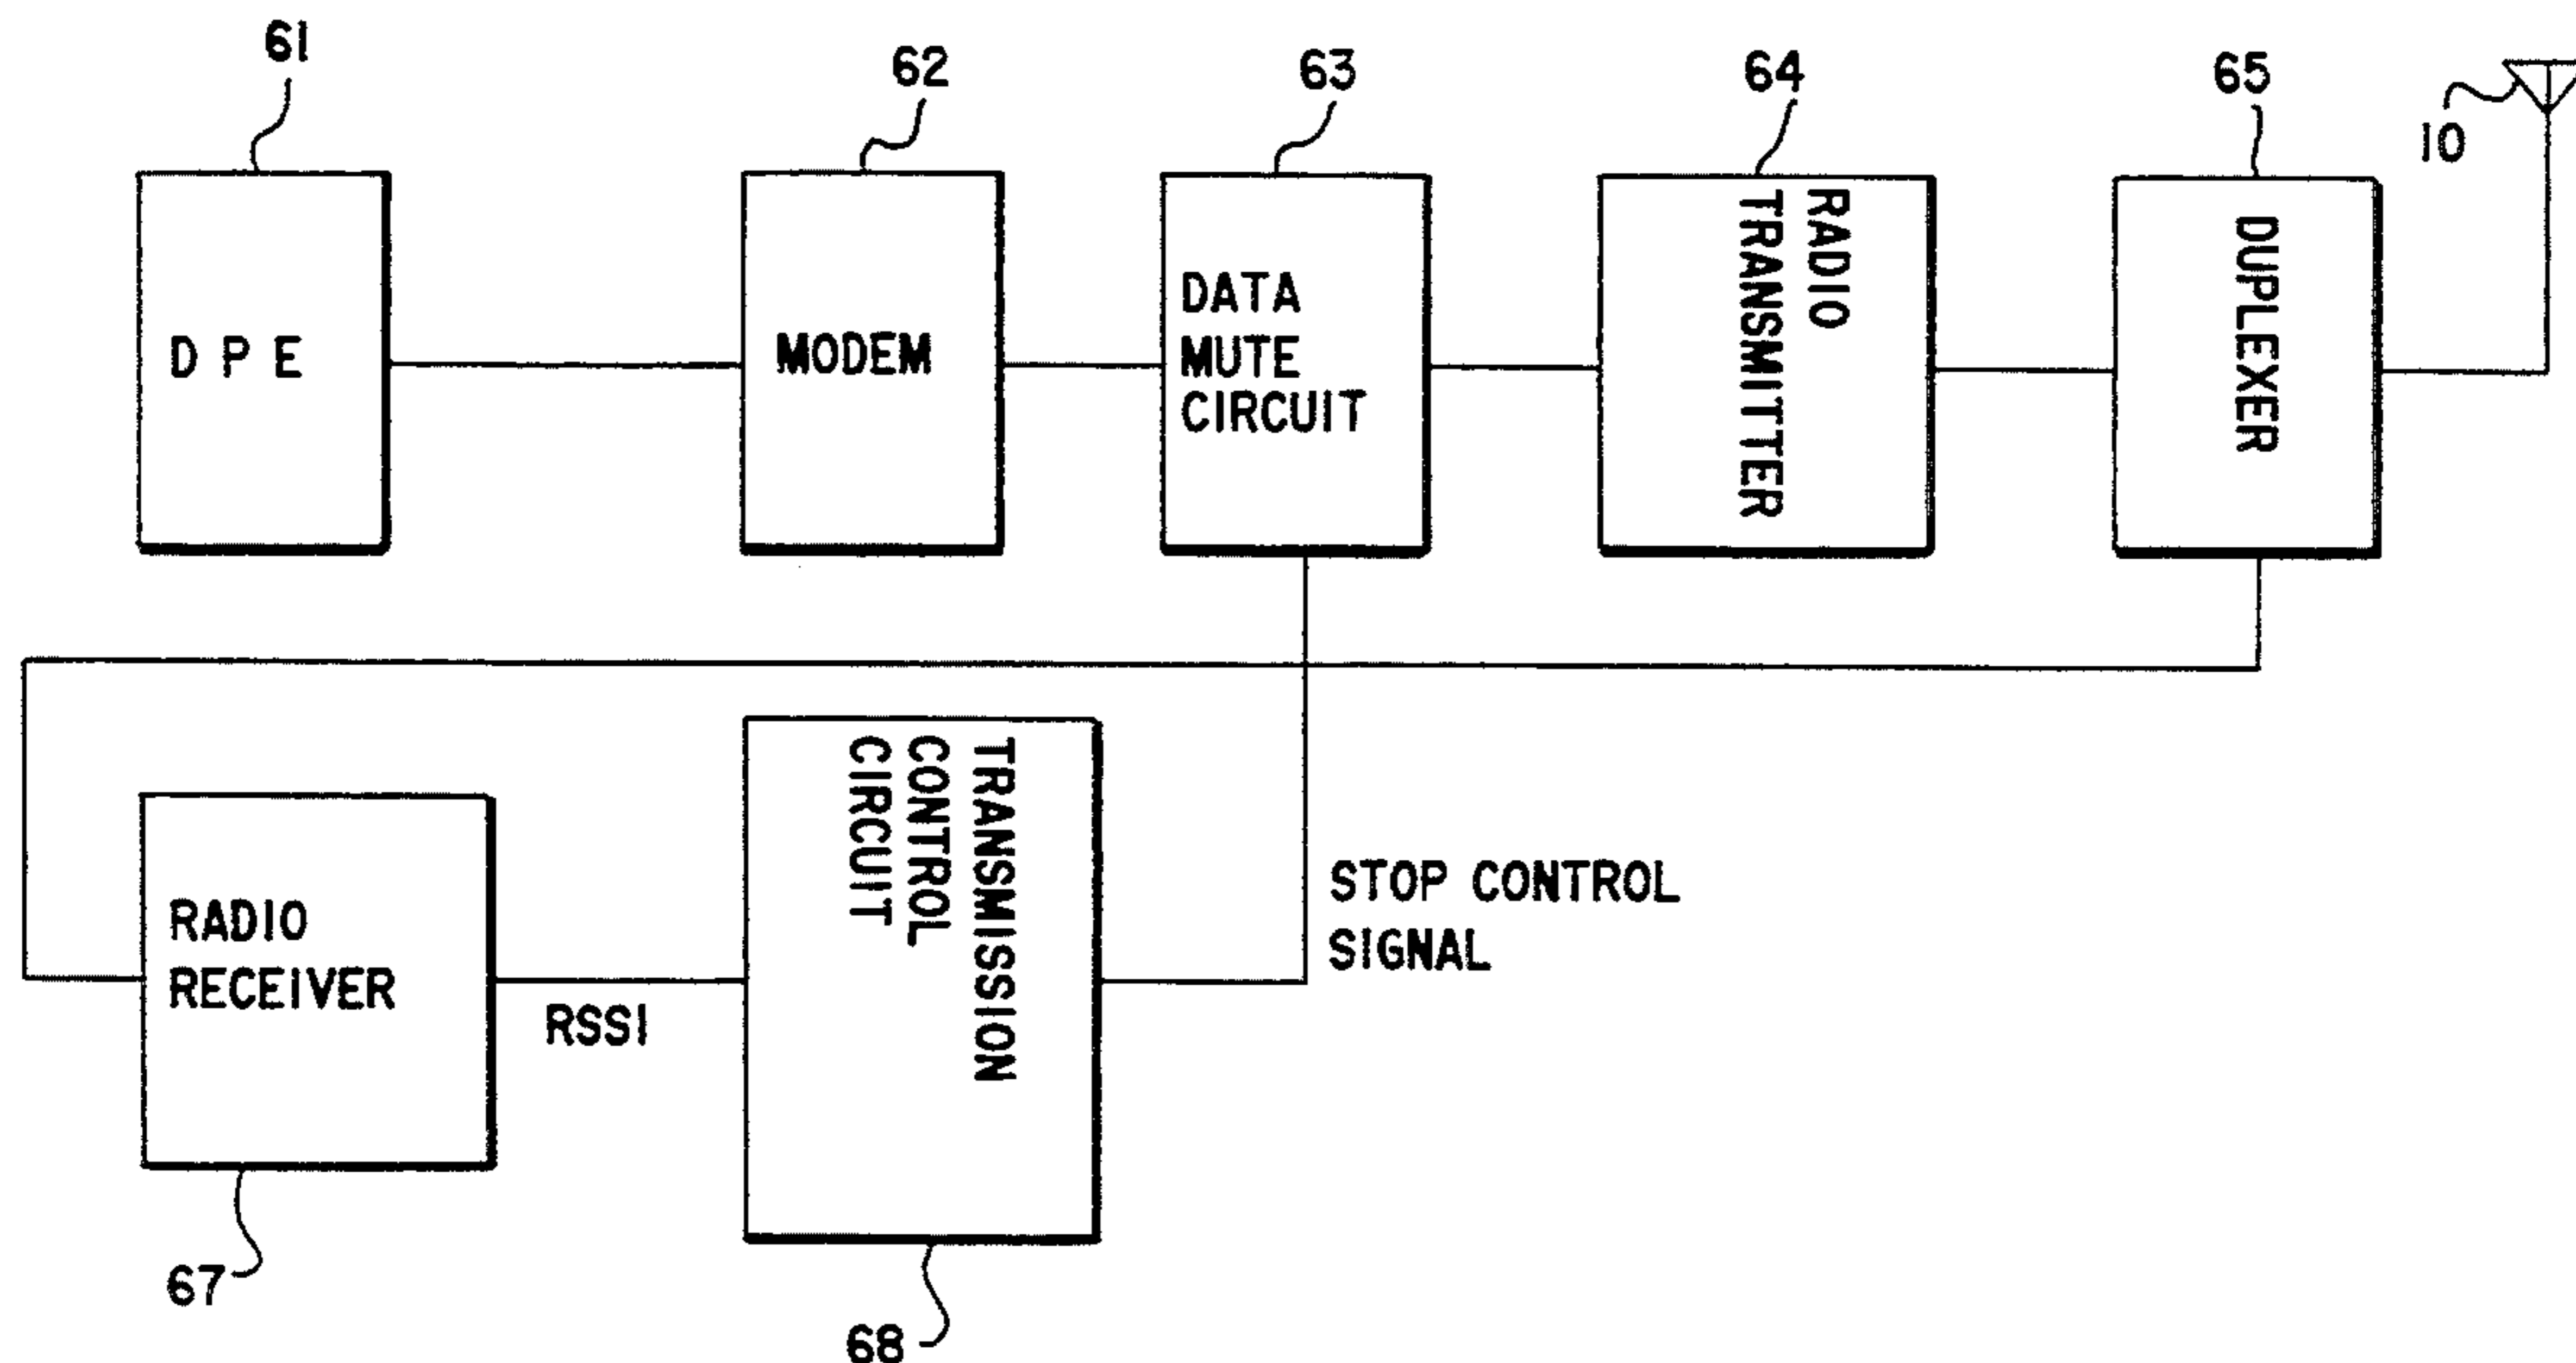 61
62
63
64
65
10
D P E
MODEM
DATA
MUTE
CIRCUIT
RADIO
TRANSMITTER
DUPLEXER
RADIO
RECEIVER
RSSI
TRANSMISSION
CONTROL
CIRCUIT
STOP CONTROL
SIGNAL
67
68